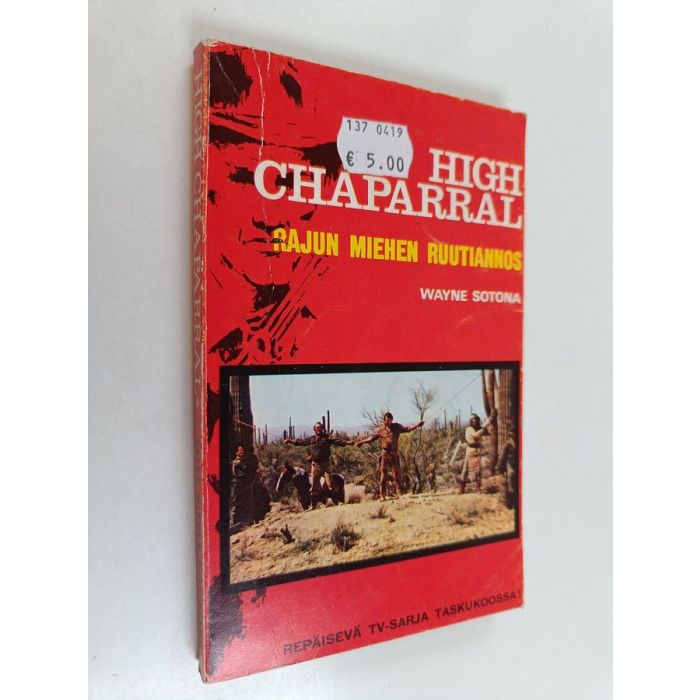 137 0419
€ 5.00
HIGH
CHAPARRAL
RAJUN MIEHEN RUUTIANNOS
WAYNE SOTONA
REPÄISEVÄ TV-SARJA TASKUKOOSSA!
HIGH CHAPARRAL